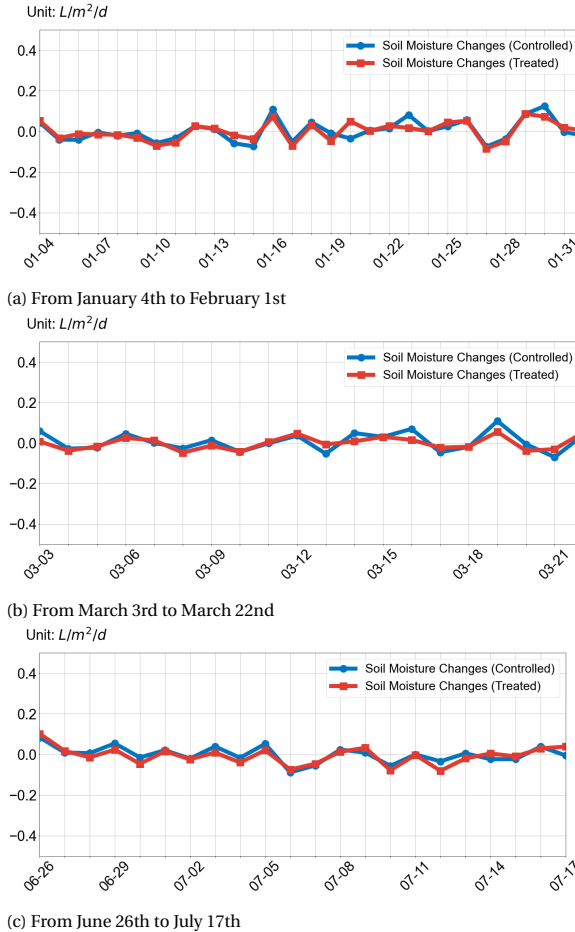 Unit: L/m²/d
Soil Moisture Changes (Controlled)
Soil Moisture Changes (Treated)
0.4
0.2
0.0
−0.2
−0.4
01-04 01-07 01-10 01-13 01-16 01-19 01-22 01-25 01-28 01-31
(a) From January 4th to February 1st
Unit: L/m²/d
Soil Moisture Changes (Controlled)
Soil Moisture Changes (Treated)
0.4
0.2
0.0
−0.2
−0.4
03-03 03-06 03-09 03-12 03-15 03-18 03-21
(b) From March 3rd to March 22nd
Unit: L/m²/d
Soil Moisture Changes (Controlled)
Soil Moisture Changes (Treated)
0.4
0.2
0.0
−0.2
−0.4
06-26 06-29 07-02 07-05 07-08 07-11 07-14 07-17
(c) From June 26th to July 17th